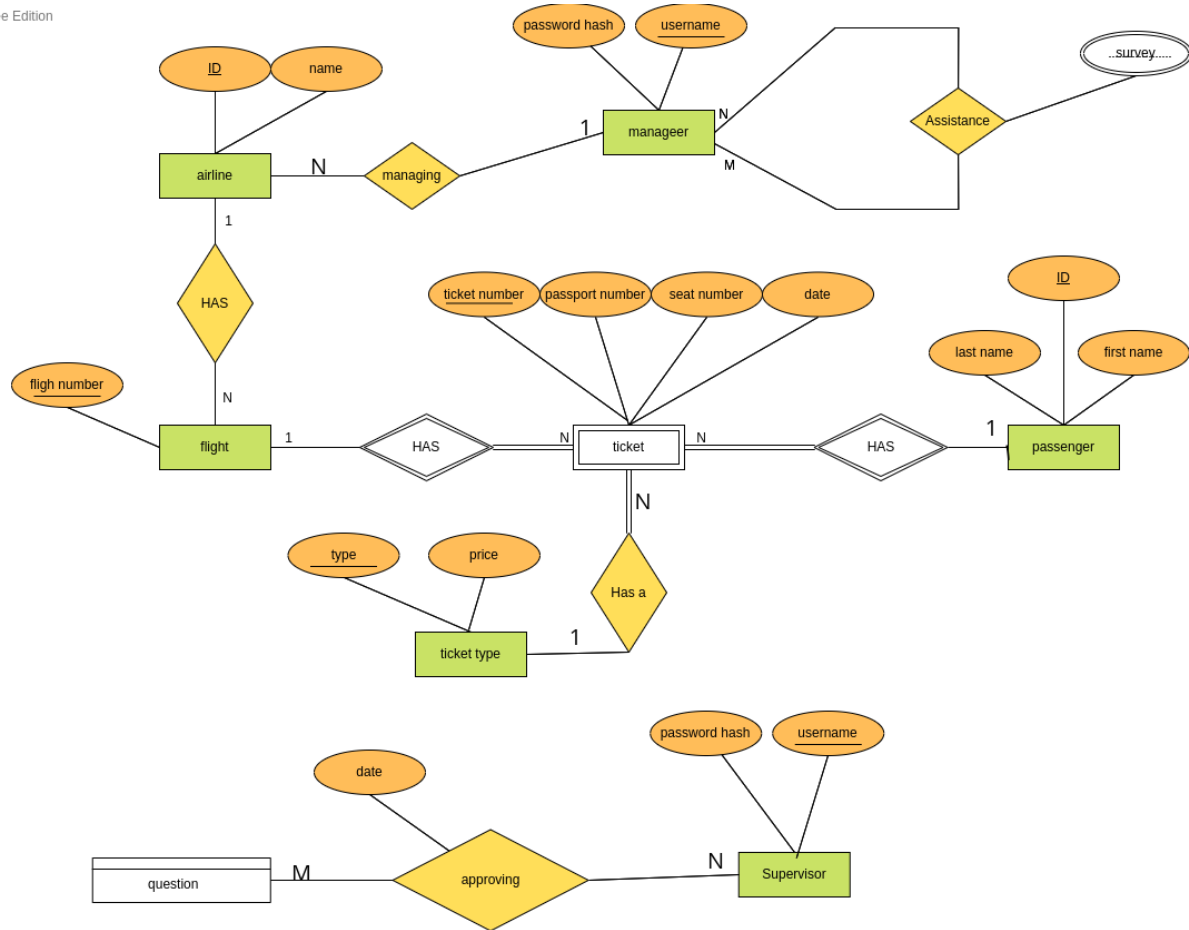 e Edition
password hash
username
survey
ID
name
N
1
manageer
Assistance
airline
N
managing
M
1
HAS
ID
ticket number
passport number
seat number
date
last name
first name
fligh number
N
flight
1
HAS
N
ticket
N
HAS
1
passenger
N
type
price
Has a
1
ticket type
password hash
username
date
question
M
approving
N
Supervisor